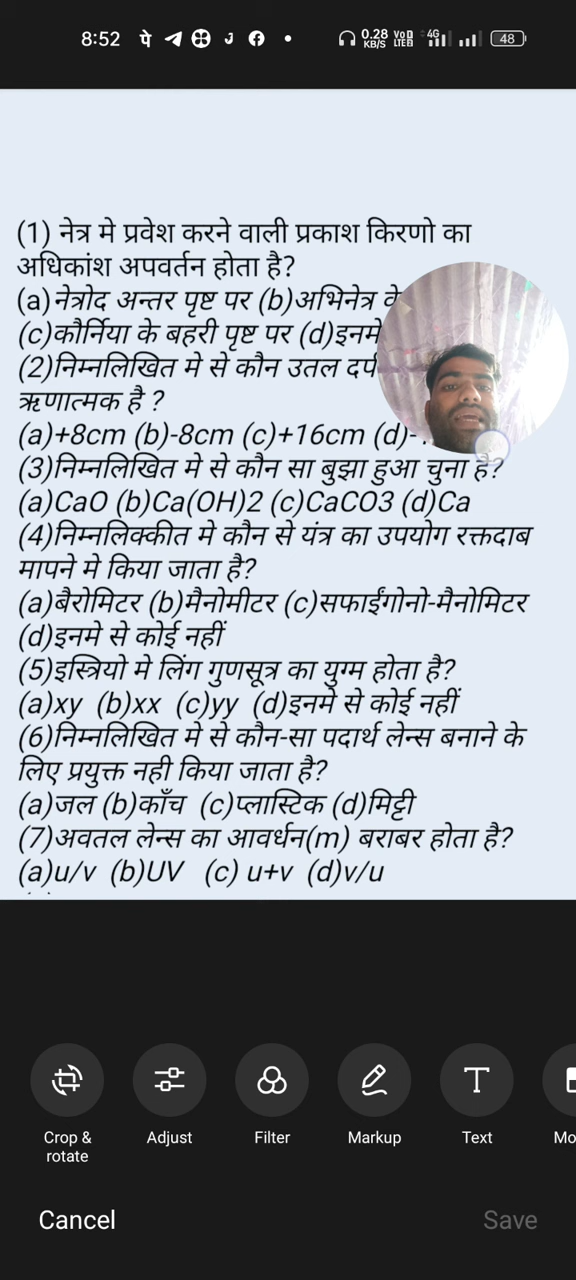 8:52 पे J 0.28 KB/S Vo LTE 4G 48
(1) नेत्र मे प्रवेश करने वाली प्रकाश किरणो का
अधिकांश अपवर्तन होता है?
(a)नेत्रोद अन्तर पृष्ट पर (b)अभिनेत्र के
(c)कौर्निया के बहरी पृष्ट पर (d)इनमे
(2)निम्नलिखित मे से कौन उतल दर्प
ऋणात्मक है ?
(a)+8cm (b)-8cm (c)+16cm (d)-
(3)निम्नलिखित मे से कौन सा बुझा हुआ चुना है?
(a)CaO (b)Ca(OH)2 (c)CaCO3 (d)Ca
(4)निम्नलिक्कीत मे कौन से यंत्र का उपयोग रक्तदाब
मापने मे किया जाता है?
(a)बैरोमिटर (b)मैनोमीटर (c)सफाईंगोनो-मैनोमिटर
(d)इनमे से कोई नहीं
(5)इस्त्रियो मे लिंग गुणसूत्र का युग्म होता है?
(a)xy (b)xx (c)yy (d)इनमे से कोई नहीं
(6)निम्नलिखित मे से कौन-सा पदार्थ लेन्स बनाने के
लिए प्रयुक्त नही किया जाता है?
(a)जल (b)काँच (c)प्लास्टिक (d)मिट्टी
(7)अवतल लेन्स का आवर्धन(m) बराबर होता है?
(a)u/v (b)UV (c) u+v (d)v/u
Crop & rotate Adjust Filter Markup Text Mo
Cancel Save